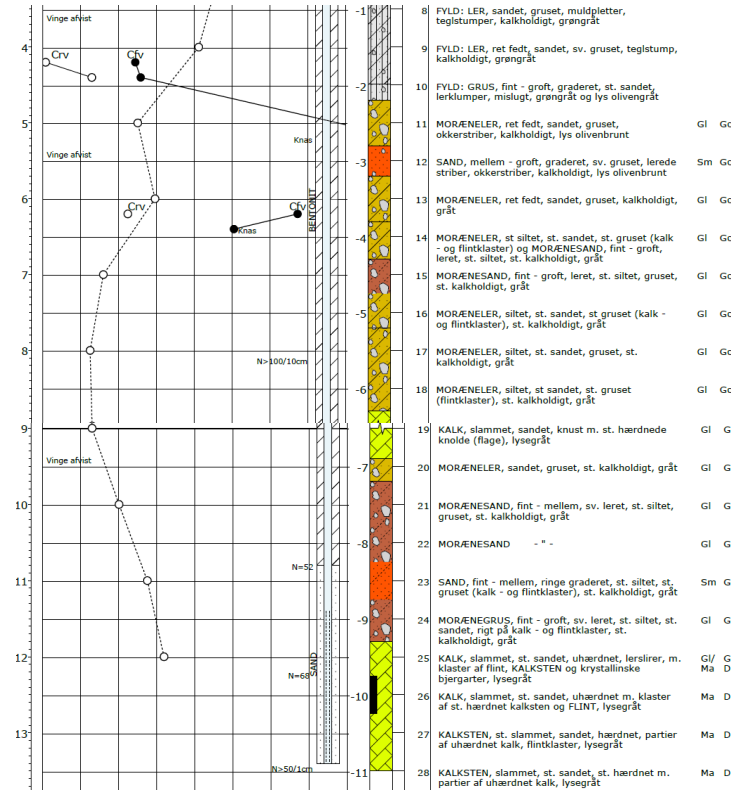 Vinge afvist
-1
8 FYLD: LER, sandet, gruset, muldpletter,
teglstumper, kalkholdigt, grøngråt
4
Crv
Cfv
9 FYLD: LER, ret fedt, sandet, sv. gruset, teglstump,
kalkholdigt, grøngråt
-2
10 FYLD: GRUS, fint - groft, graderet, st. sandet,
lerklumper, mislugt, grøngråt og lys olivengråt
5
Knas
11 MORÆNELER, ret fedt, sandet, gruset, Gl Gc
okkerstriber, kalkholdigt, lys olivenbrunt
Vinge afvist
-3
12 SAND, mellem - groft, graderet, sv. gruset, lerede Sm Gc
striber, okkerstriber, kalkholdigt, lys olivenbrunt
6
Crv
Cfv
Knas
BENTONIT
13 MORÆNELER, ret fedt, sandet, gruset, kalkholdigt, Gl Gc
gråt
-4
14 MORÆNELER, st siltet, st. sandet, st. gruset (kalk Gl Gc
- og flintklaster) og MORÆNESAND, fint - groft,
leret, st. siltet, st. kalkholdigt, gråt
7
15 MORÆNESAND, fint - groft, leret, st. siltet, gruset, Gl Gc
st. kalkholdigt, gråt
-5
16 MORÆNELER, siltet, st. sandet, st gruset (kalk - Gl Gc
og flintklaster), st. kalkholdigt, gråt
8
N>100/10cm
17 MORÆNELER, siltet, st. sandet, gruset, st. Gl Gc
kalkholdigt, gråt
-6
18 MORÆNELER, siltet, st sandet, st. gruset Gl Gc
(flintklaster), st. kalkholdigt, gråt
9
19 KALK, slammet, sandet, knust m. st. hærdnede Gl G
knolde (flage), lysegråt
Vinge afvist
-7
20 MORÆNELER, sandet, gruset, st. kalkholdigt, gråt Gl G
10
21 MORÆNESAND, fint - mellem, sv. leret, st. siltet, Gl G
gruset, st. kalkholdigt, gråt
-8
22 MORÆNESAND - " - Gl G
11
N=52
23 SAND, fint - mellem, ringe graderet, st. siltet, st. Sm G
gruset (kalk - og flintklaster), st. kalkholdigt, gråt
-9
24 MORÆNEGRUS, fint - groft, sv. leret, st. siltet, st. Gl G
sandet, rigt på kalk - og flintklaster, st.
kalkholdigt, gråt
12
N=68
SAND
25 KALK, slammet, st. sandet, uhærdnet, lerslirer, m. Gl/ G
klaster af flint, KALKSTEN og krystallinske Ma D
bjergarter, lysegråt
-10
26 KALK, slammet, st. sandet, uhærdnet m. klaster Ma D
af st. hærdnet kalksten og FLINT, lysegråt
13
27 KALKSTEN, st. slammet, sandet, hærdnet, partier Ma D
af uhærdnet kalk, flintklaster, lysegråt
N>50/1cm
-11
28 KALKSTEN, slammet, st. sandet, st. hærdnet m. Ma D
partier af uhærdnet kalk, lysegråt